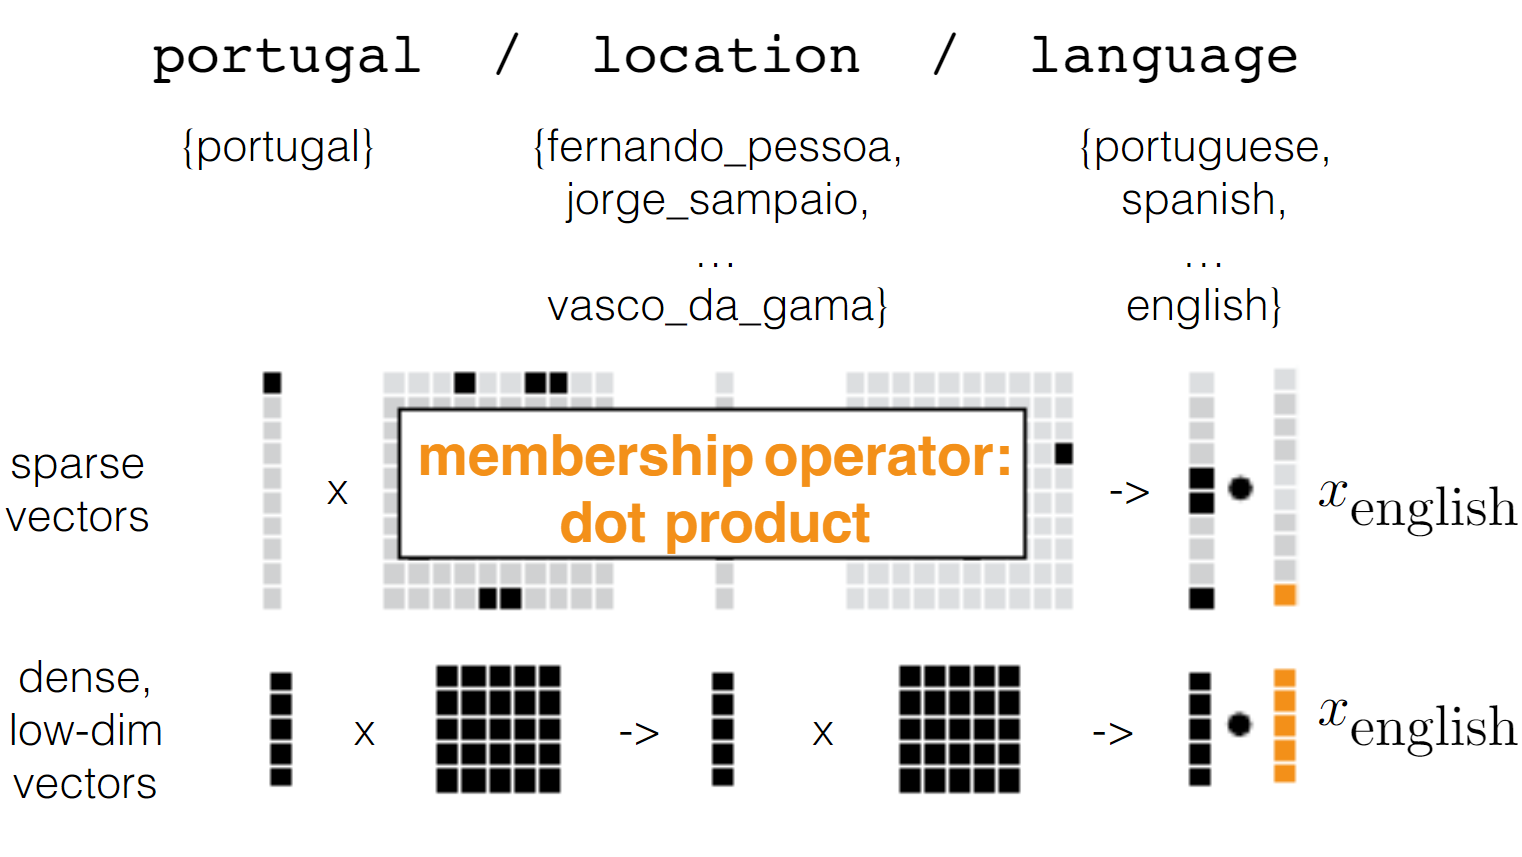 portugal / location / language
{portugal} {fernando_pessoa, {portuguese,
jorge_sampaio, spanish,
... ...
vasco_da_gama} english}
sparse
vectors
x
membership operator:
dot product
-> • x_english
dense,
low-dim
vectors
x -> x -> • x_english